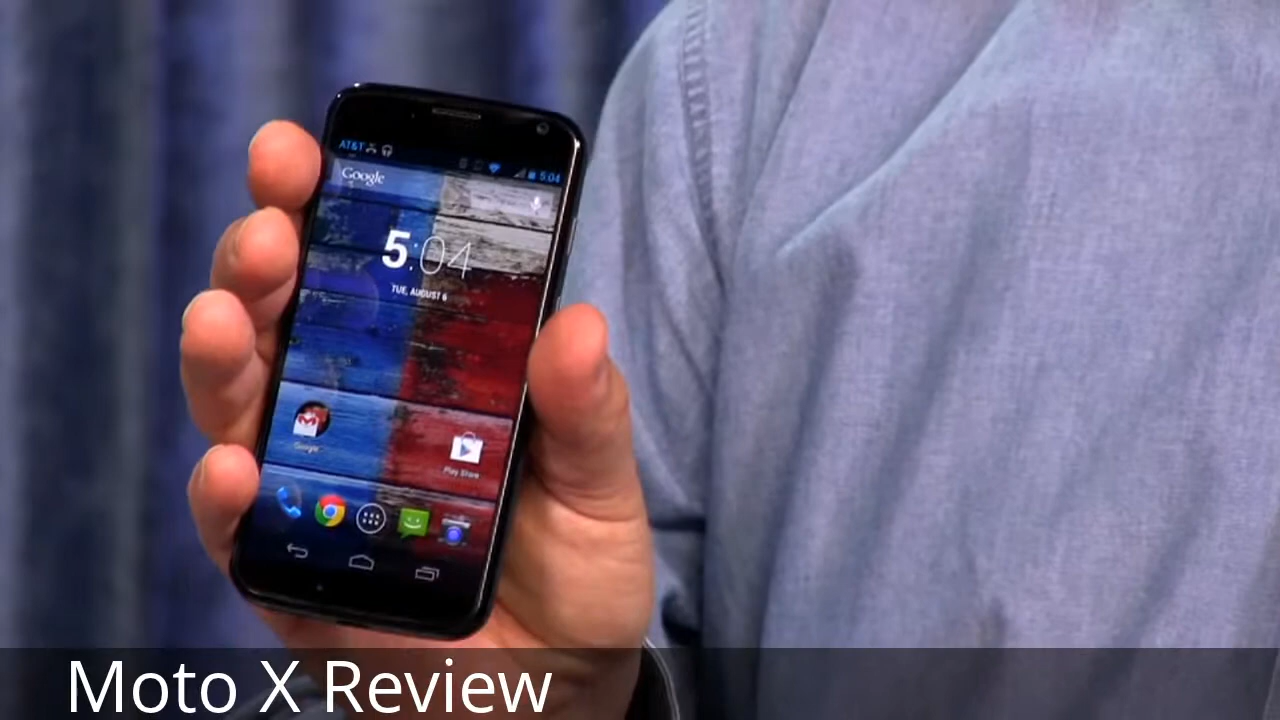 AT&T 5:04
Google
5:04
TUE, AUGUST 6
Google
Play Store
Moto X Review